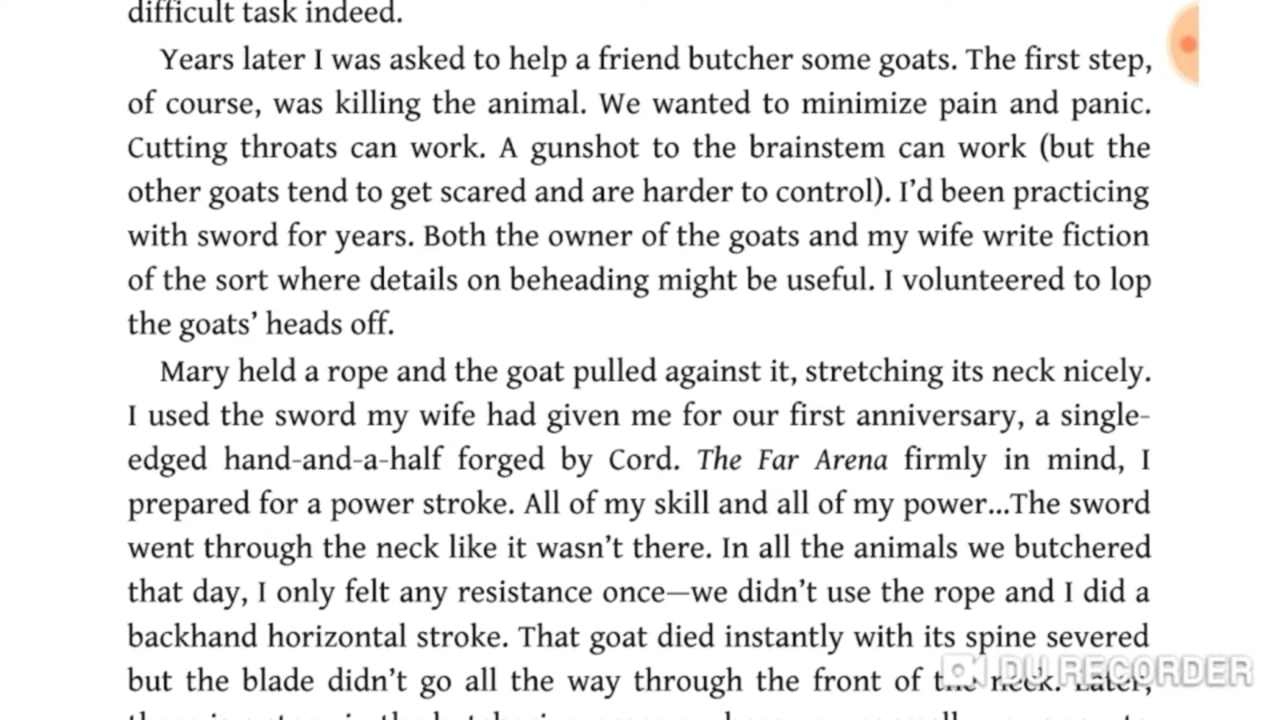 difficult task indeed.
Years later I was asked to help a friend butcher some goats. The first step,
of course, was killing the animal. We wanted to minimize pain and panic.
Cutting throats can work. A gunshot to the brainstem can work (but the
other goats tend to get scared and are harder to control). I’d been practicing
with sword for years. Both the owner of the goats and my wife write fiction
of the sort where details on beheading might be useful. I volunteered to lop
the goats’ heads off.
Mary held a rope and the goat pulled against it, stretching its neck nicely.
I used the sword my wife had given me for our first anniversary, a single-
edged hand-and-a-half forged by Cord. The Far Arena firmly in mind, I
prepared for a power stroke. All of my skill and all of my power...The sword
went through the neck like it wasn’t there. In all the animals we butchered
that day, I only felt any resistance once—we didn’t use the rope and I did a
backhand horizontal stroke. That goat died instantly with its spine severed
but the blade didn’t go all the way through the front of the neck. Later,
DU RECORDER